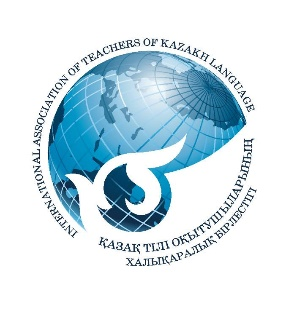 INTERNATIONAL ASSOCIATION OF TEACHERS OF KAZAKH LANGUAGE
ҚАЗАҚ ТІЛІ ОҚЫТУШЫЛАРЫНЫҢ
ХАЛЫҚАРАЛЫҚ БІРЛЕСТІГІ